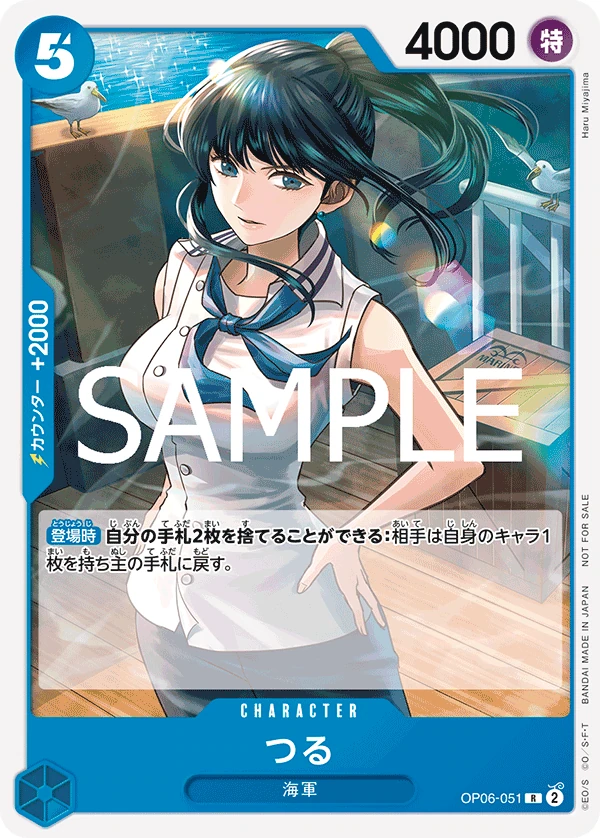 5
4000
特
Haru Miyajima
カウンター +2000
MARINE
SAMPLE
登場時 自分の手札2枚を捨てることができる:相手は自身のキャラ1
枚を持ち主の手札に戻す。
©EO/S ©O/S・F・T BANDAI MADE IN JAPAN NOT FOR SALE
CHARACTER
つる
海軍
OP06-051 R 2